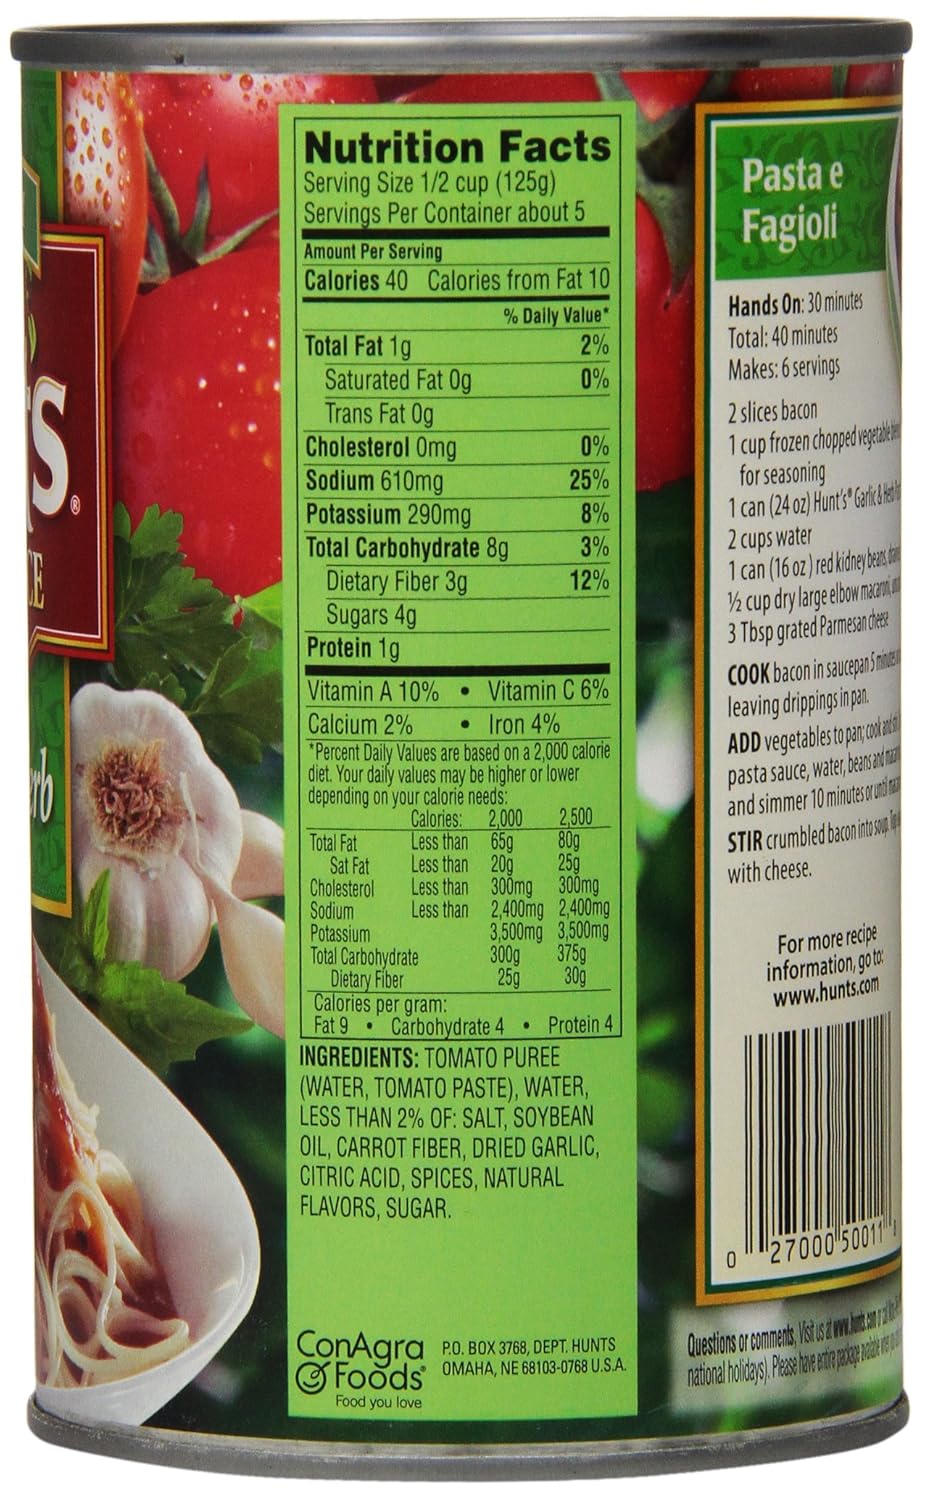 s®
CE
erb
Nutrition Facts
Serving Size 1/2 cup (125g)
Servings Per Container about 5
Amount Per Serving
Calories 40 Calories from Fat 10
% Daily Value*
Total Fat 1g 2%
Saturated Fat 0g 0%
Trans Fat 0g
Cholesterol 0mg 0%
Sodium 610mg 25%
Potassium 290mg 8%
Total Carbohydrate 8g 3%
Dietary Fiber 3g 12%
Sugars 4g
Protein 1g
Vitamin A 10% • Vitamin C 6%
Calcium 2% • Iron 4%
*Percent Daily Values are based on a 2,000 calorie
diet. Your daily values may be higher or lower
depending on your calorie needs:
Calories: 2,000 2,500
Total Fat Less than 65g 80g
Sat Fat Less than 20g 25g
Cholesterol Less than 300mg 300mg
Sodium Less than 2,400mg 2,400mg
Potassium 3,500mg 3,500mg
Total Carbohydrate 300g 375g
Dietary Fiber 25g 30g
Calories per gram:
Fat 9 • Carbohydrate 4 • Protein 4
INGREDIENTS: TOMATO PUREE
(WATER, TOMATO PASTE), WATER,
LESS THAN 2% OF: SALT, SOYBEAN
OIL, CARROT FIBER, DRIED GARLIC,
CITRIC ACID, SPICES, NATURAL
FLAVORS, SUGAR.
ConAgra
Foods®
Food you love
P.O. BOX 3768, DEPT. HUNTS
OMAHA, NE 68103-0768 U.S.A.
Pasta e
Fagioli
Hands On: 30 minutes
Total: 40 minutes
Makes: 6 servings
2 slices bacon
1 cup frozen chopped vegetable
for seasoning
1 can (24 oz) Hunt's® Garlic & Herb
2 cups water
1 can (16 oz) red kidney beans,
½ cup dry large elbow macaroni,
3 Tbsp grated Parmesan cheese
COOK bacon in saucepan 5 minutes
leaving drippings in pan.
ADD vegetables to pan; cook and
pasta sauce, water, beans and
and simmer 10 minutes or until
STIR crumbled bacon into soup. Top
with cheese.
For more recipe
information, go to:
www.hunts.com
0 27000 50011 8
Questions or comments, Visit us at www.hunts.com or call
national holidays). Please have entire package available